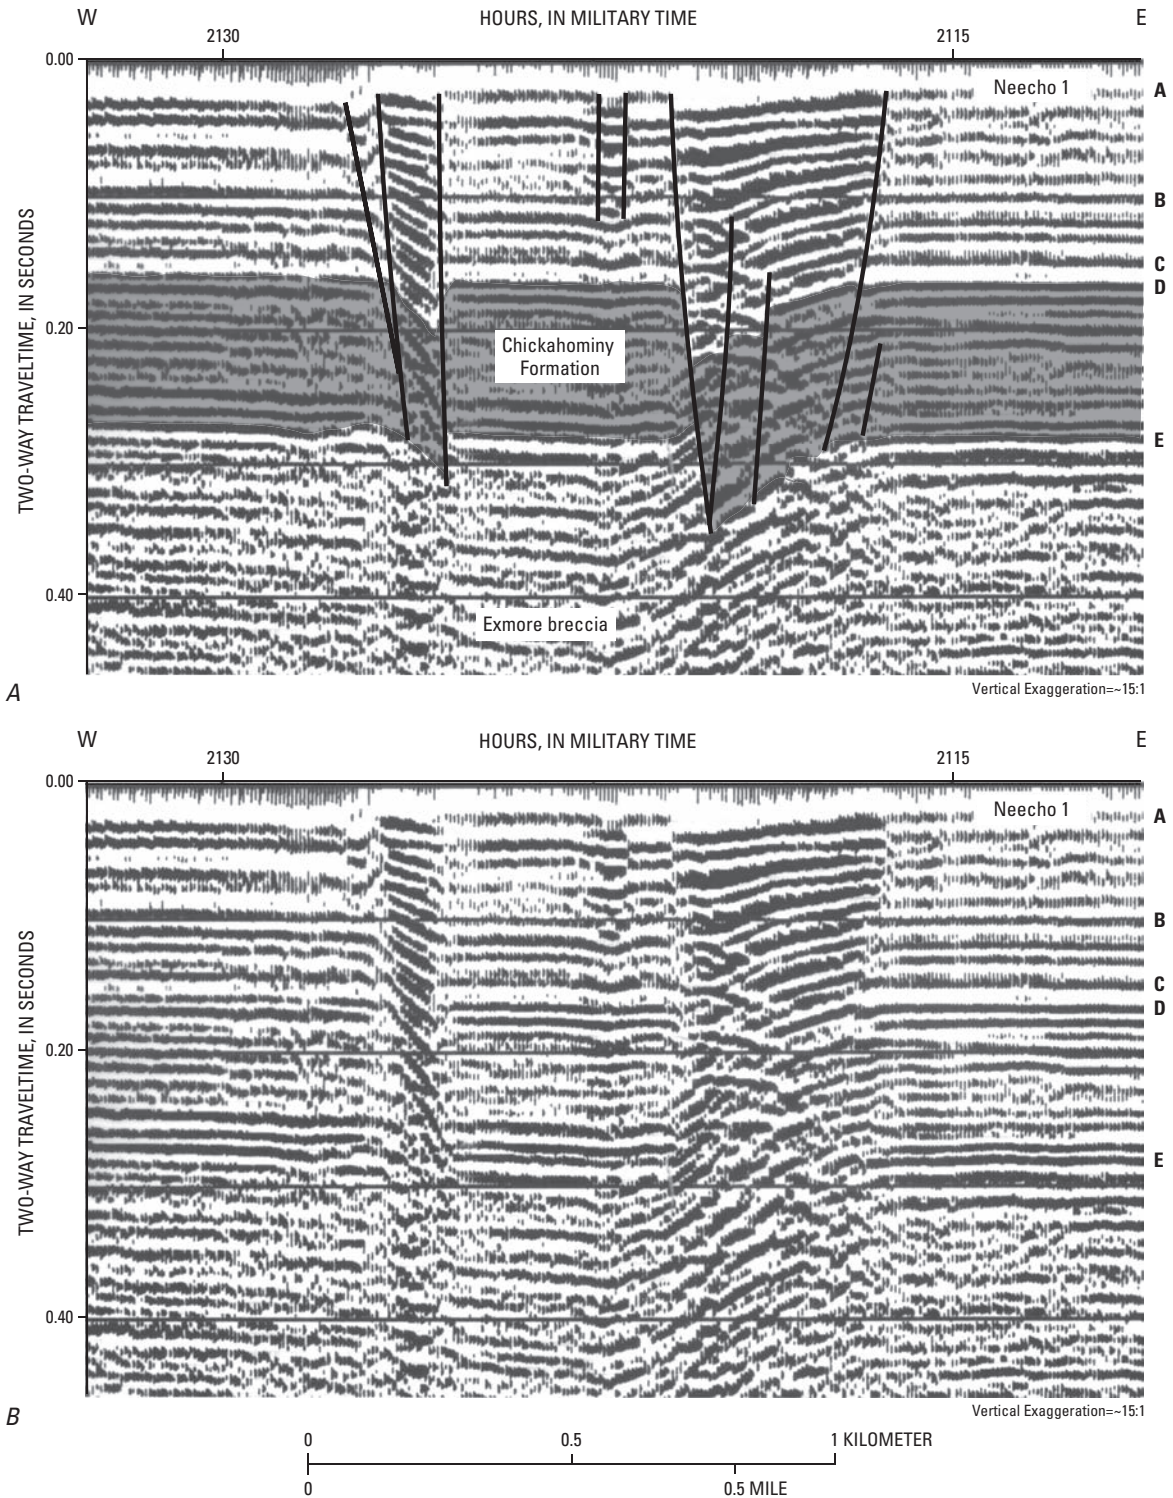 W
HOURS, IN MILITARY TIME
E
2130
2115
0.00
Neecho 1
A
B
C
D
TWO-WAY TRAVELTIME, IN SECONDS
0.20
Chickahominy
Formation
E
0.40
Exmore breccia
A
Vertical Exaggeration=~15:1
W
HOURS, IN MILITARY TIME
E
2130
2115
0.00
Neecho 1
A
B
C
D
TWO-WAY TRAVELTIME, IN SECONDS
0.20
E
0.40
B
Vertical Exaggeration=~15:1
0 0.5 1 KILOMETER
0 0.5 MILE